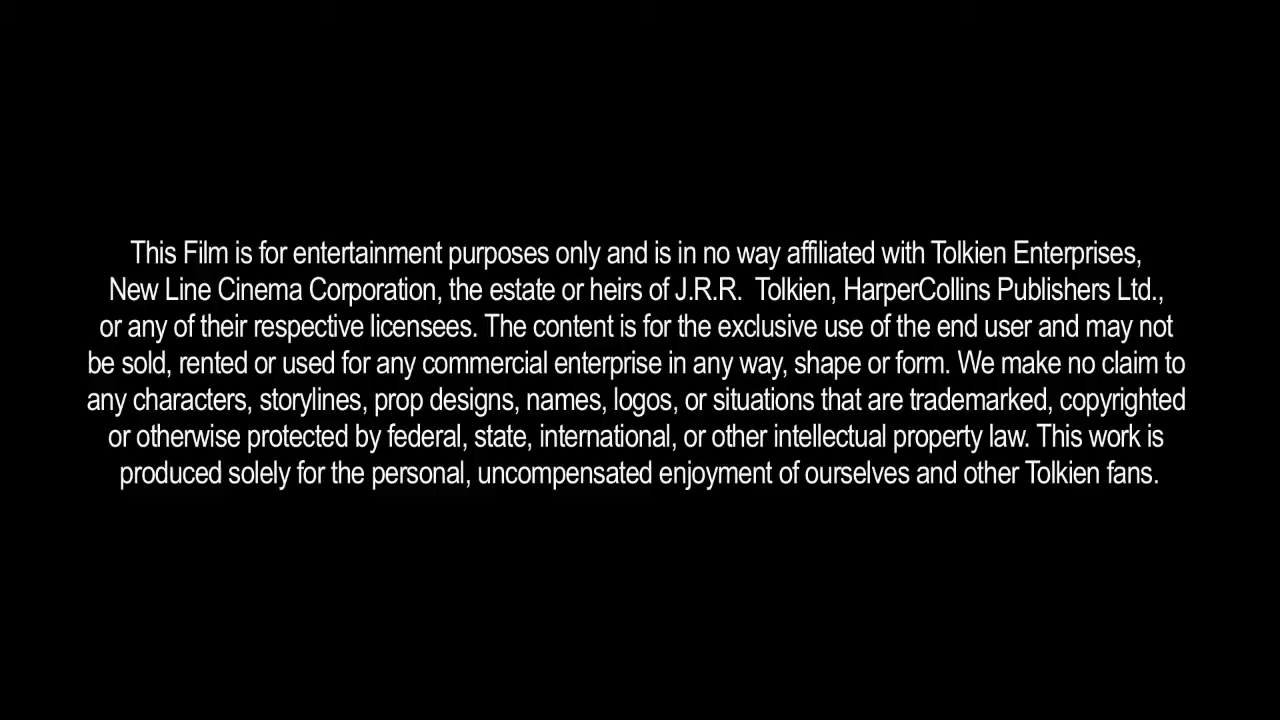 This Film is for entertainment purposes only and is in no way affiliated with Tolkien Enterprises,
New Line Cinema Corporation, the estate or heirs of J.R.R.  Tolkien, HarperCollins Publishers Ltd.,
or any of their respective licensees. The content is for the exclusive use of the end user and may not
be sold, rented or used for any commercial enterprise in any way, shape or form. We make no claim to
any characters, storylines, prop designs, names, logos, or situations that are trademarked, copyrighted
or otherwise protected by federal, state, international, or other intellectual property law. This work is
produced solely for the personal, uncompensated enjoyment of ourselves and other Tolkien fans.